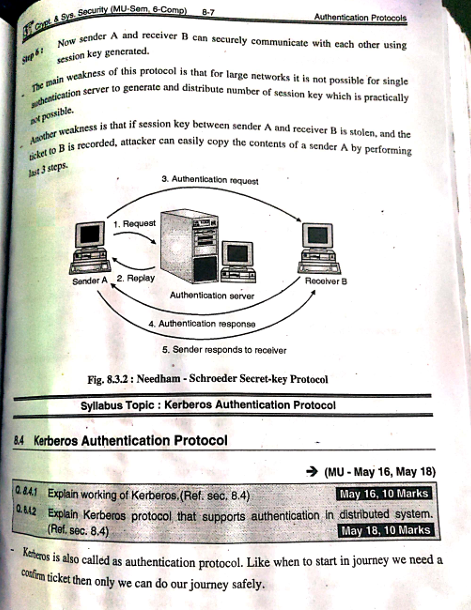 Crypt. & Sys. Security (MU-Sem. 6-Comp) 8-7 Authentication Protocols
Step 6 : Now sender A and receiver B can securely communicate with each other using
session key generated.
- The main weakness of this protocol is that for large networks it is not possible for single
authentication server to generate and distribute number of session key which is practically
not possible.
- Another weakness is that if session key between sender A and receiver B is stolen, and the
ticket to B is recorded, attacker can easily copy the contents of a sender A by performing
last 3 steps.
3. Authentication request
1. Request
Sender A
2. Replay
Receiver B
Authentication server
4. Authentication response
5. Sender responds to receiver
Fig. 8.3.2 : Needham - Schroeder Secret-key Protocol
Syllabus Topic : Kerberos Authentication Protocol
8.4 Kerberos Authentication Protocol
→ (MU - May 16, May 18)
Q. 8.4.1 Explain working of Kerberos.(Ref. sec. 8.4) May 16, 10 Marks
Q. 8.4.2 Explain Kerberos protocol that supports authentication in distributed system.
(Ref. sec. 8.4) May 18, 10 Marks
- Kerberos is also called as authentication protocol. Like when to start in journey we need a
confirm ticket then only we can do our journey safely.